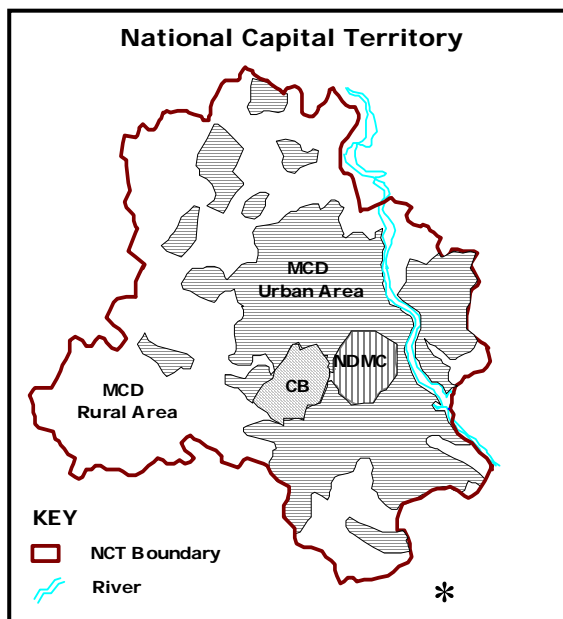 National Capital Territory
MCD
Urban Area
NDMC
CB
MCD
Rural Area
KEY
NCT Boundary
River
*